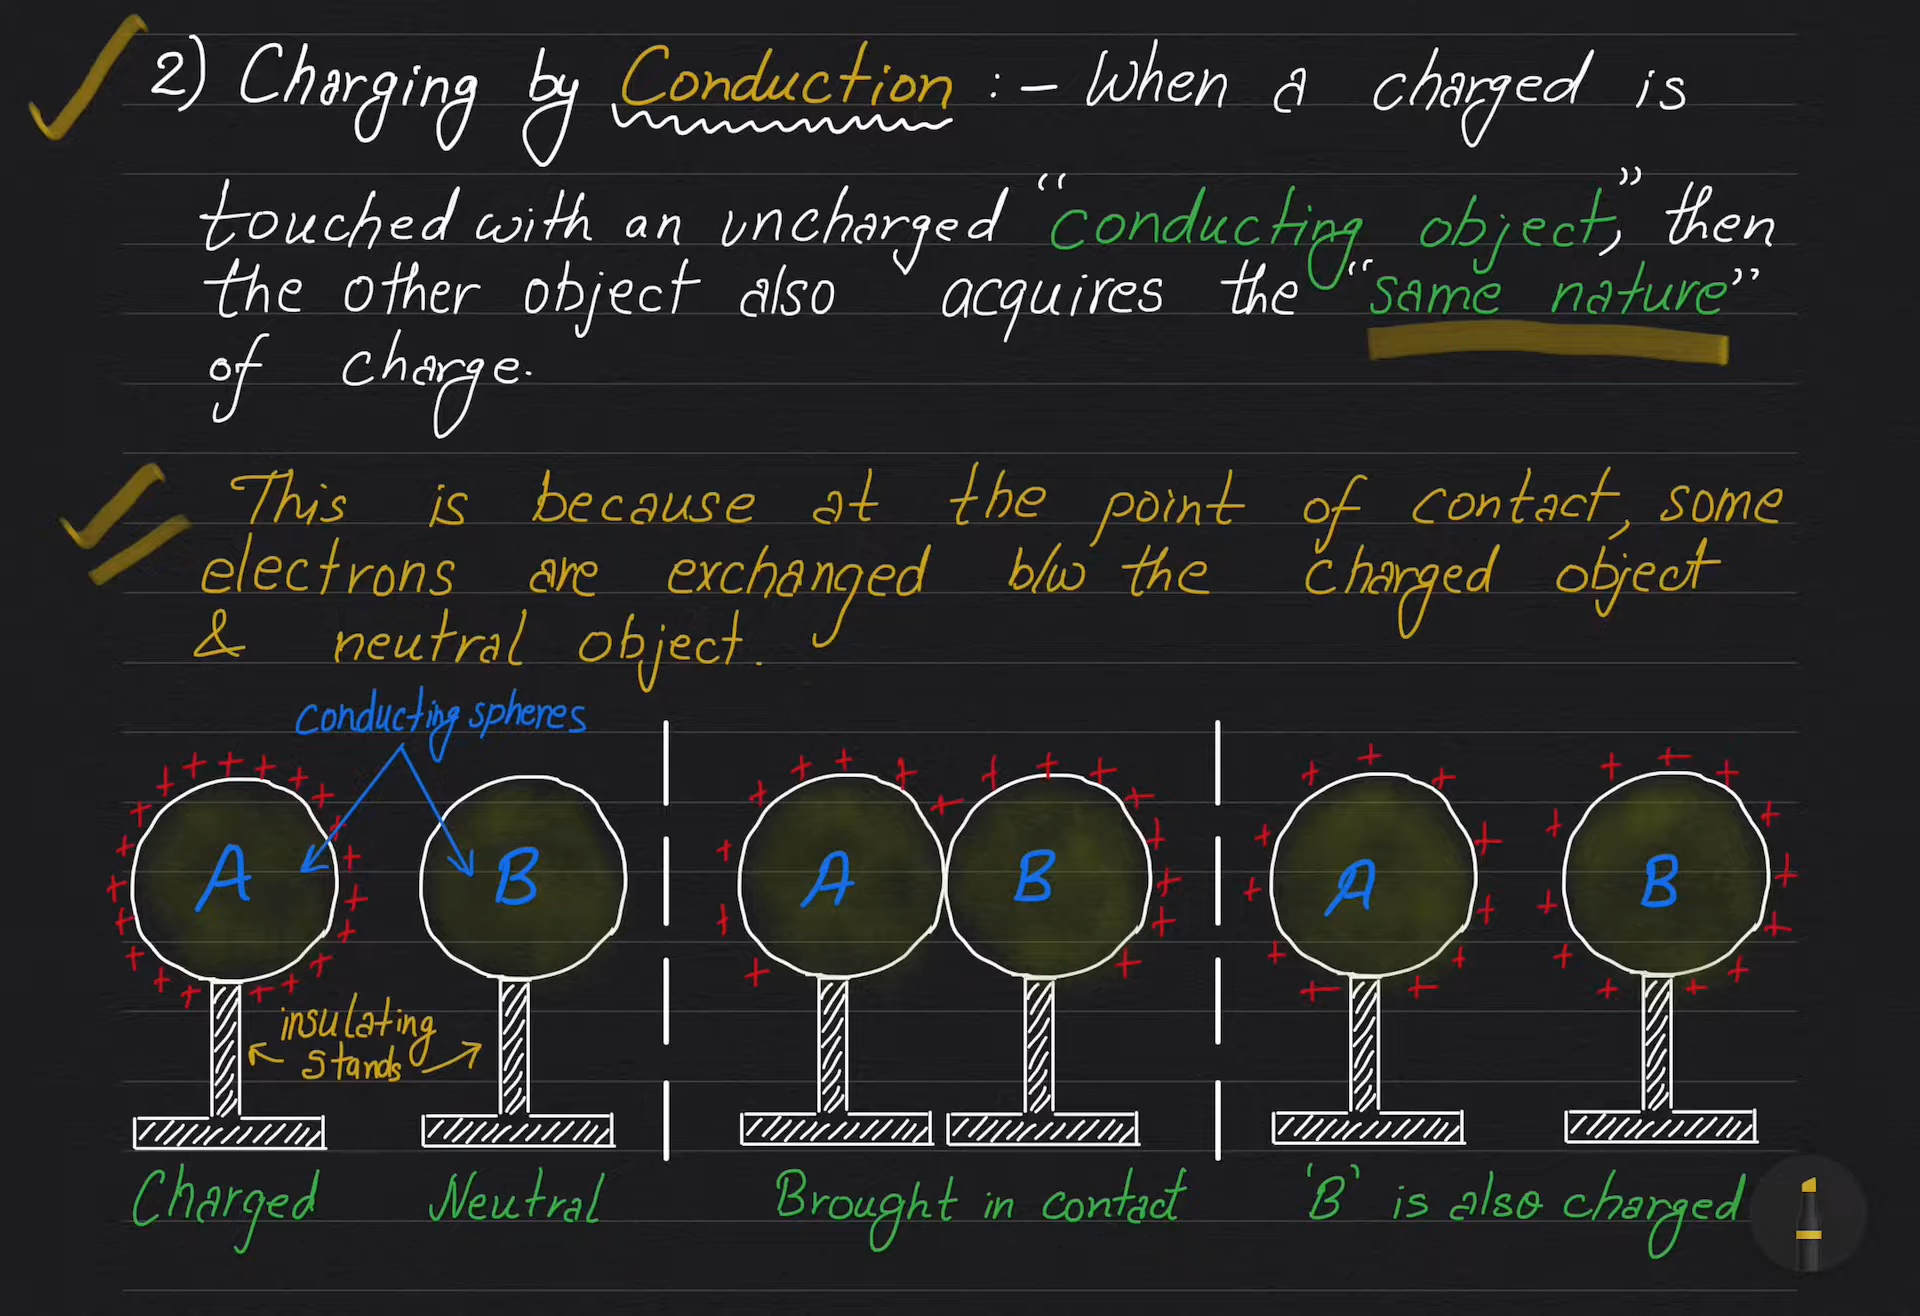 2) Charging by Conduction :- When a charged is
touched with an uncharged "conducting object," then
the other object also acquires the "same nature"
of charge.
This is because at the point of contact, some
electrons are exchanged b/w the charged object
& neutral object.
conducting spheres
A
B
A
B
A
B
insulating
stands
Charged
Neutral
Brought in contact
'B' is also charged